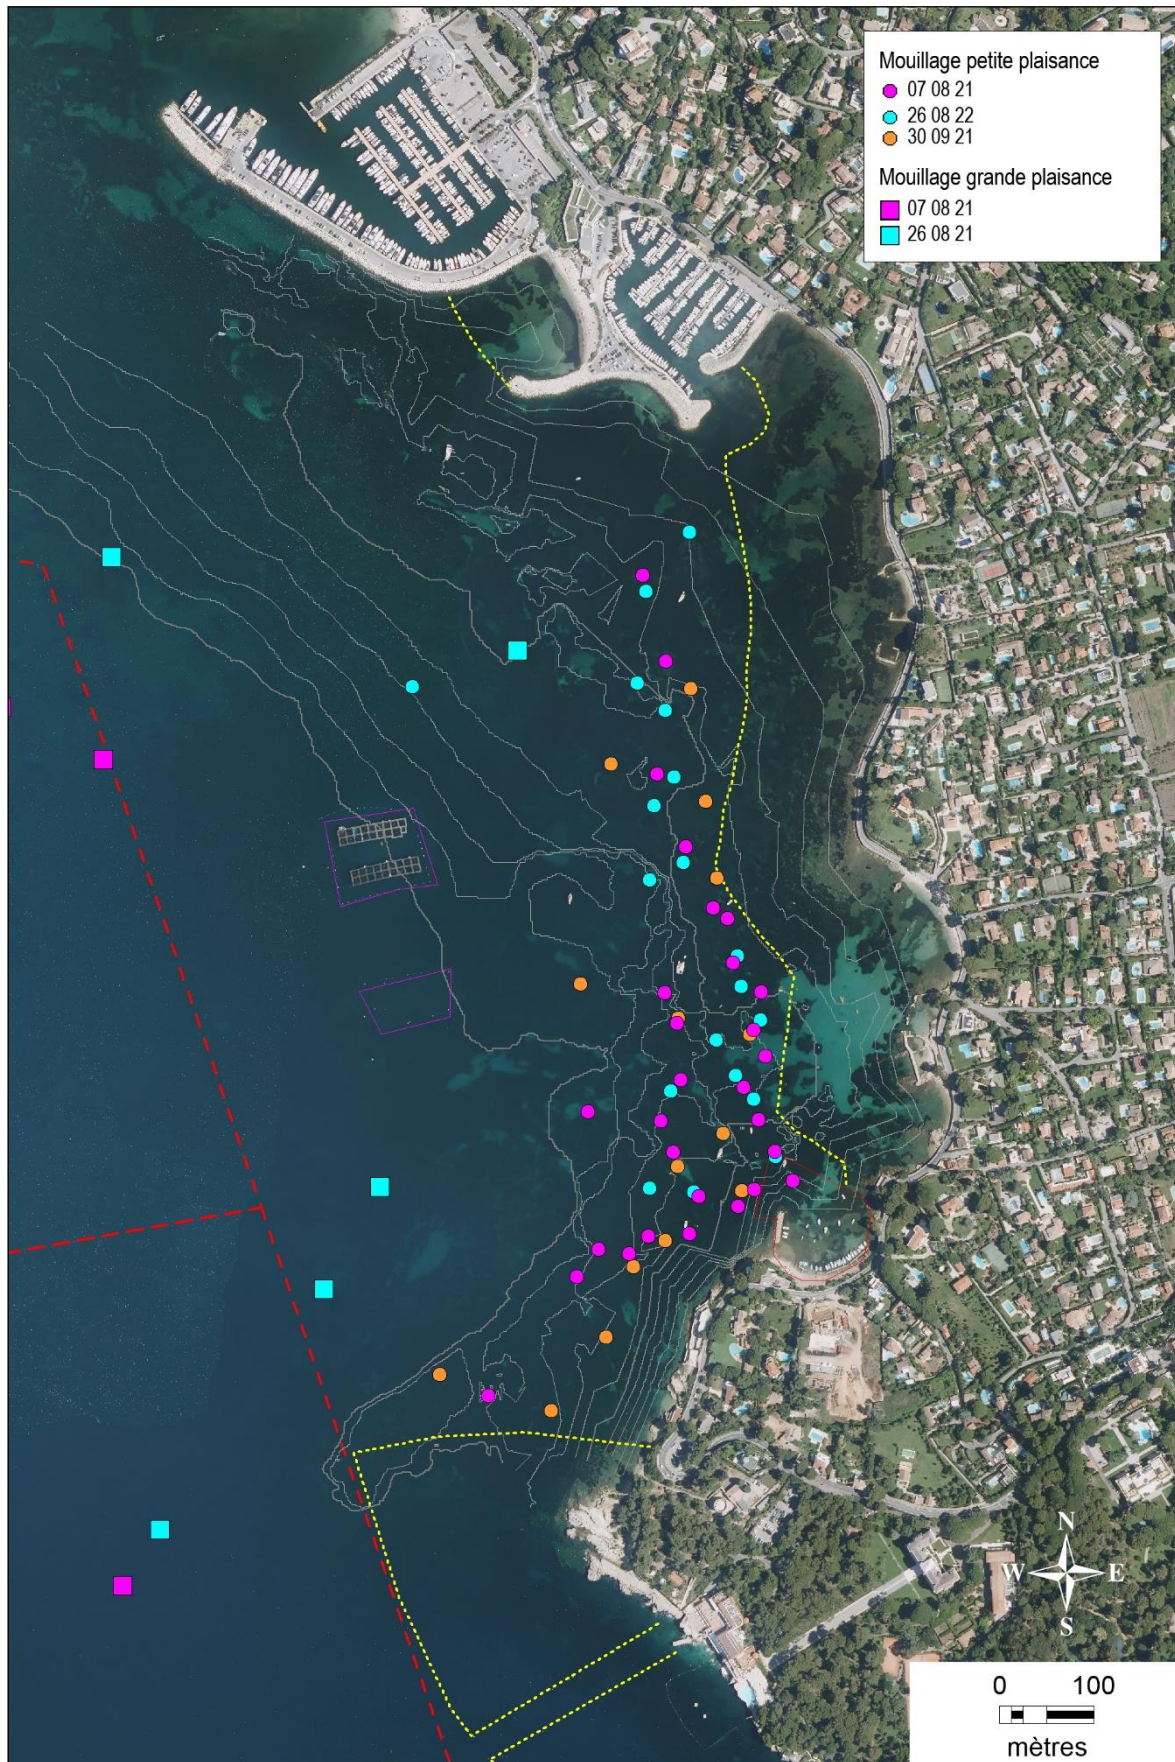 Mouillage petite plaisance
07 08 21
26 08 22
30 09 21
Mouillage grande plaisance
07 08 21
26 08 21
N
W E
S
0 100
mètres